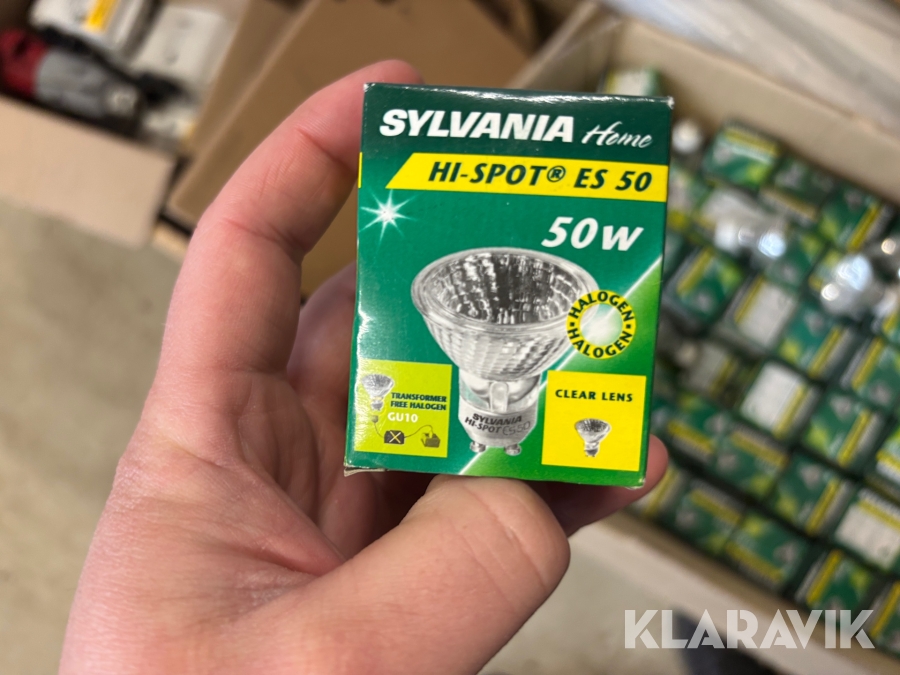 SYLVANIA Home
HI-SPOT® ES 50
50W
HALOGEN
HALOGEN
TRANSFORMER
FREE HALOGEN
GU10
CLEAR LENS
SYLVANIA
HI-SPOT ES50
KLARAVIK